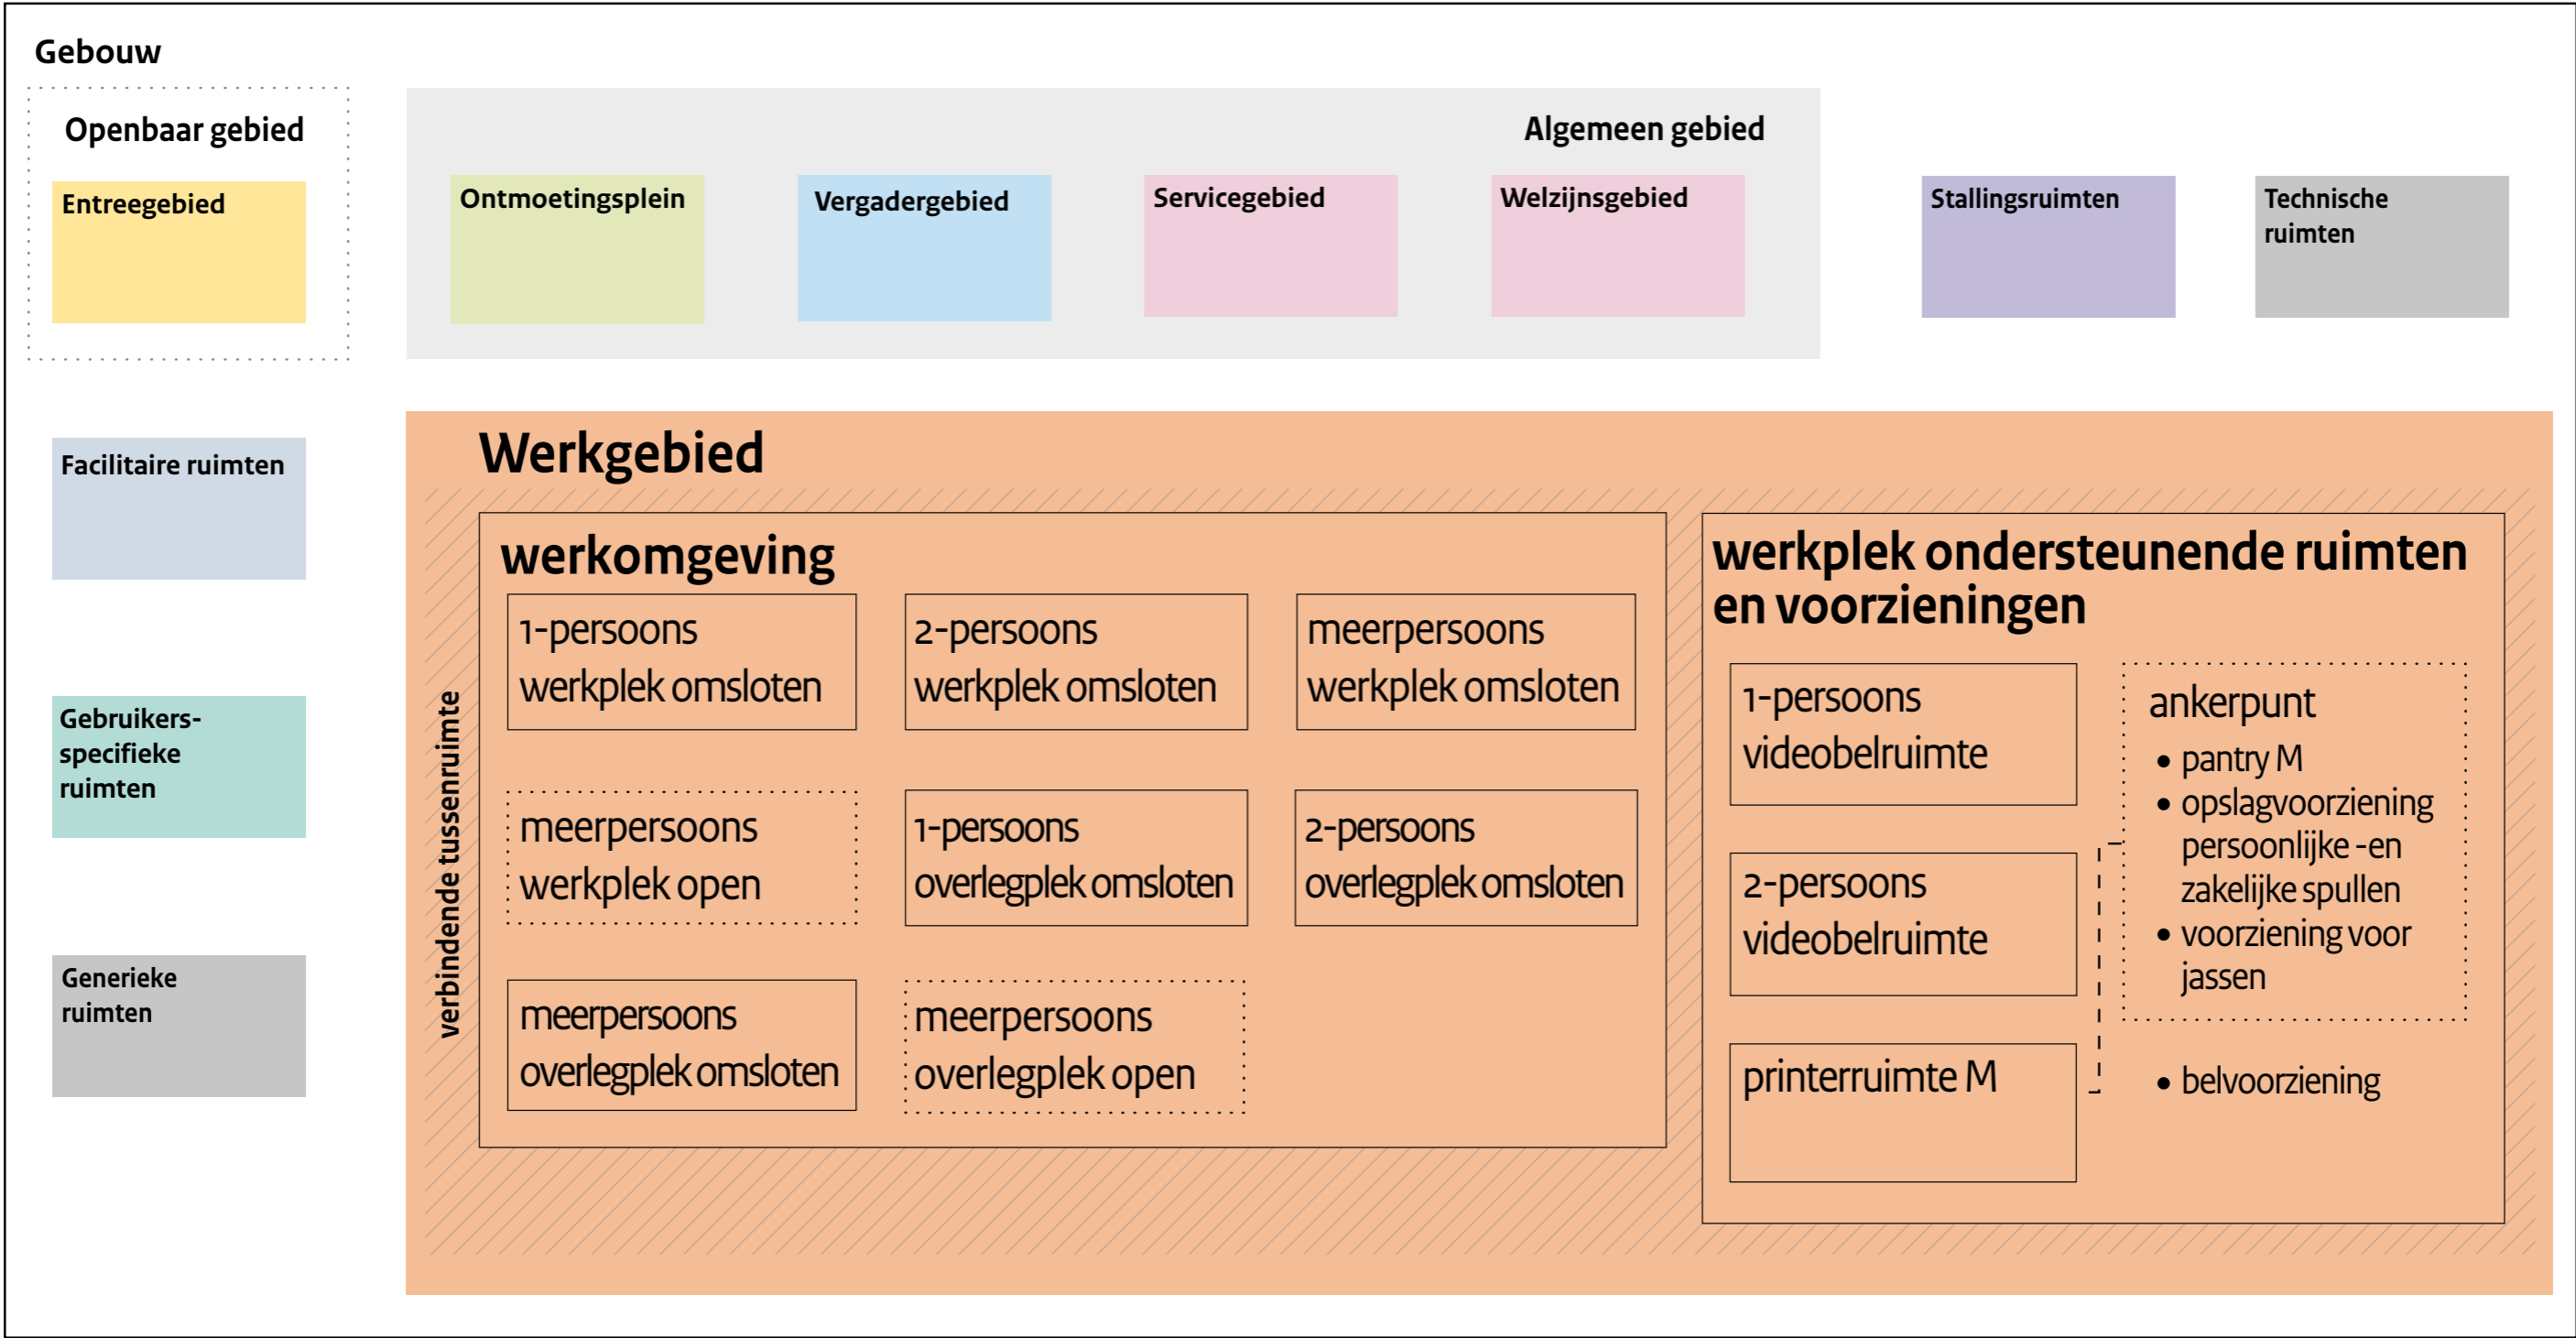 Gebouw
Openbaar gebied
Entreegebied
Algemeen gebied
Ontmoetingsplein
Vergadergebied
Servicegebied
Welzijnsgebied
Stallingsruimten
Technische
ruimten
Facilitaire ruimten
Gebruikers-
specifieke
ruimten
Generieke
ruimten
Werkgebied
verbindende tussenruimte
werkomgeving
1-persoons
werkplek omsloten
2-persoons
werkplek omsloten
meerpersoons
werkplek omsloten
meerpersoons
werkplek open
1-persoons
overlegplek omsloten
2-persoons
overlegplek omsloten
meerpersoons
overlegplek omsloten
meerpersoons
overlegplek open
werkplek ondersteunende ruimten
en voorzieningen
1-persoons
videobelruimte
2-persoons
videobelruimte
printerruimte M
ankerpunt
• pantry M
• opslagvoorziening
persoonlijke -en
zakelijke spullen
• voorziening voor
jassen
• belvoorziening